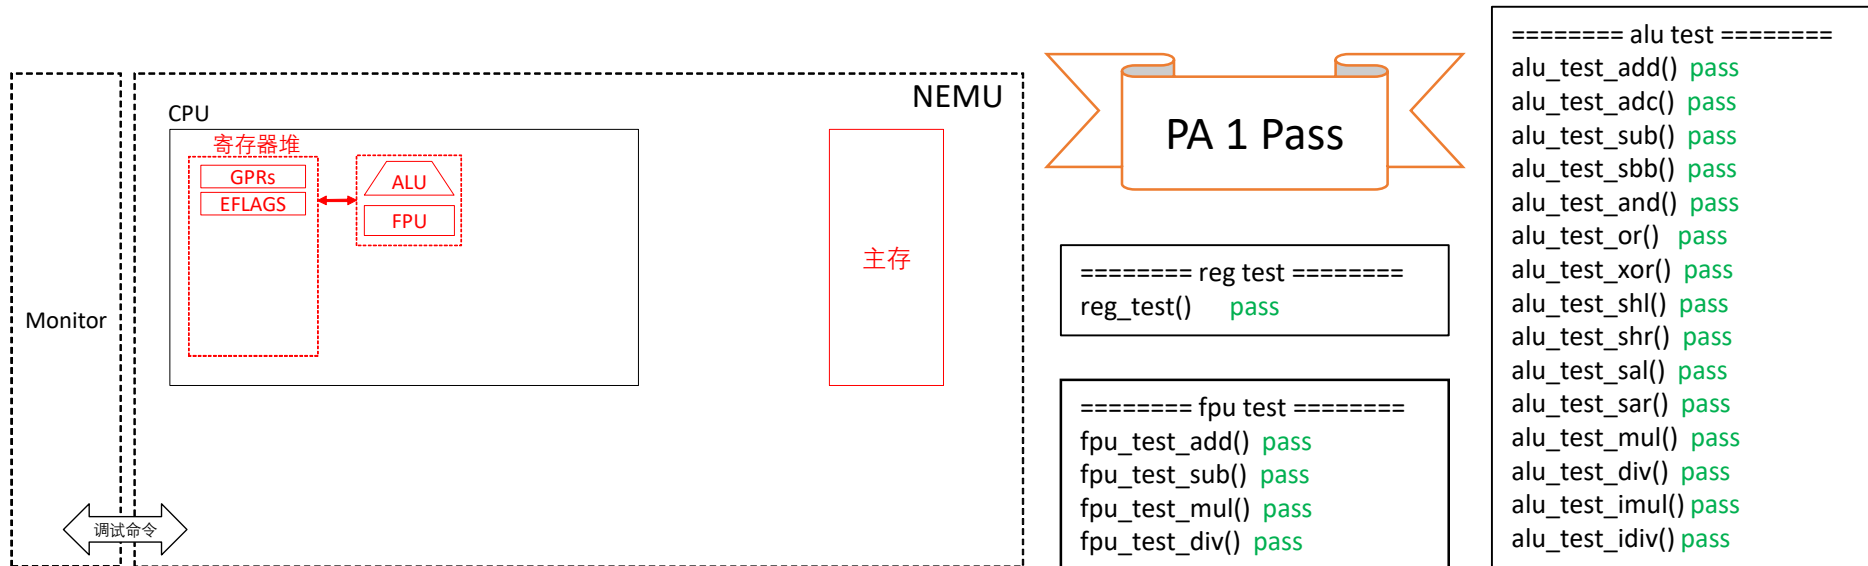 Monitor
调试命令
NEMU
CPU
寄存器堆
GPRs
EFLAGS
ALU
FPU
主存
PA 1 Pass
======== reg test ========
reg_test() pass
======== fpu test ========
fpu_test_add() pass
fpu_test_sub() pass
fpu_test_mul() pass
fpu_test_div() pass
======== alu test ========
alu_test_add() pass
alu_test_adc() pass
alu_test_sub() pass
alu_test_sbb() pass
alu_test_and() pass
alu_test_or() pass
alu_test_xor() pass
alu_test_shl() pass
alu_test_shr() pass
alu_test_sal() pass
alu_test_sar() pass
alu_test_mul() pass
alu_test_div() pass
alu_test_imul() pass
alu_test_idiv() pass